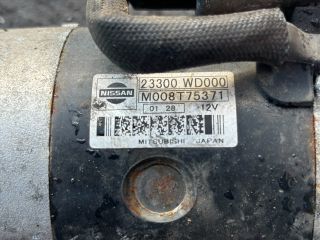 NISSAN
23300 WD000
M008T75371
01 28 12V
MITSUBISHI JAPAN